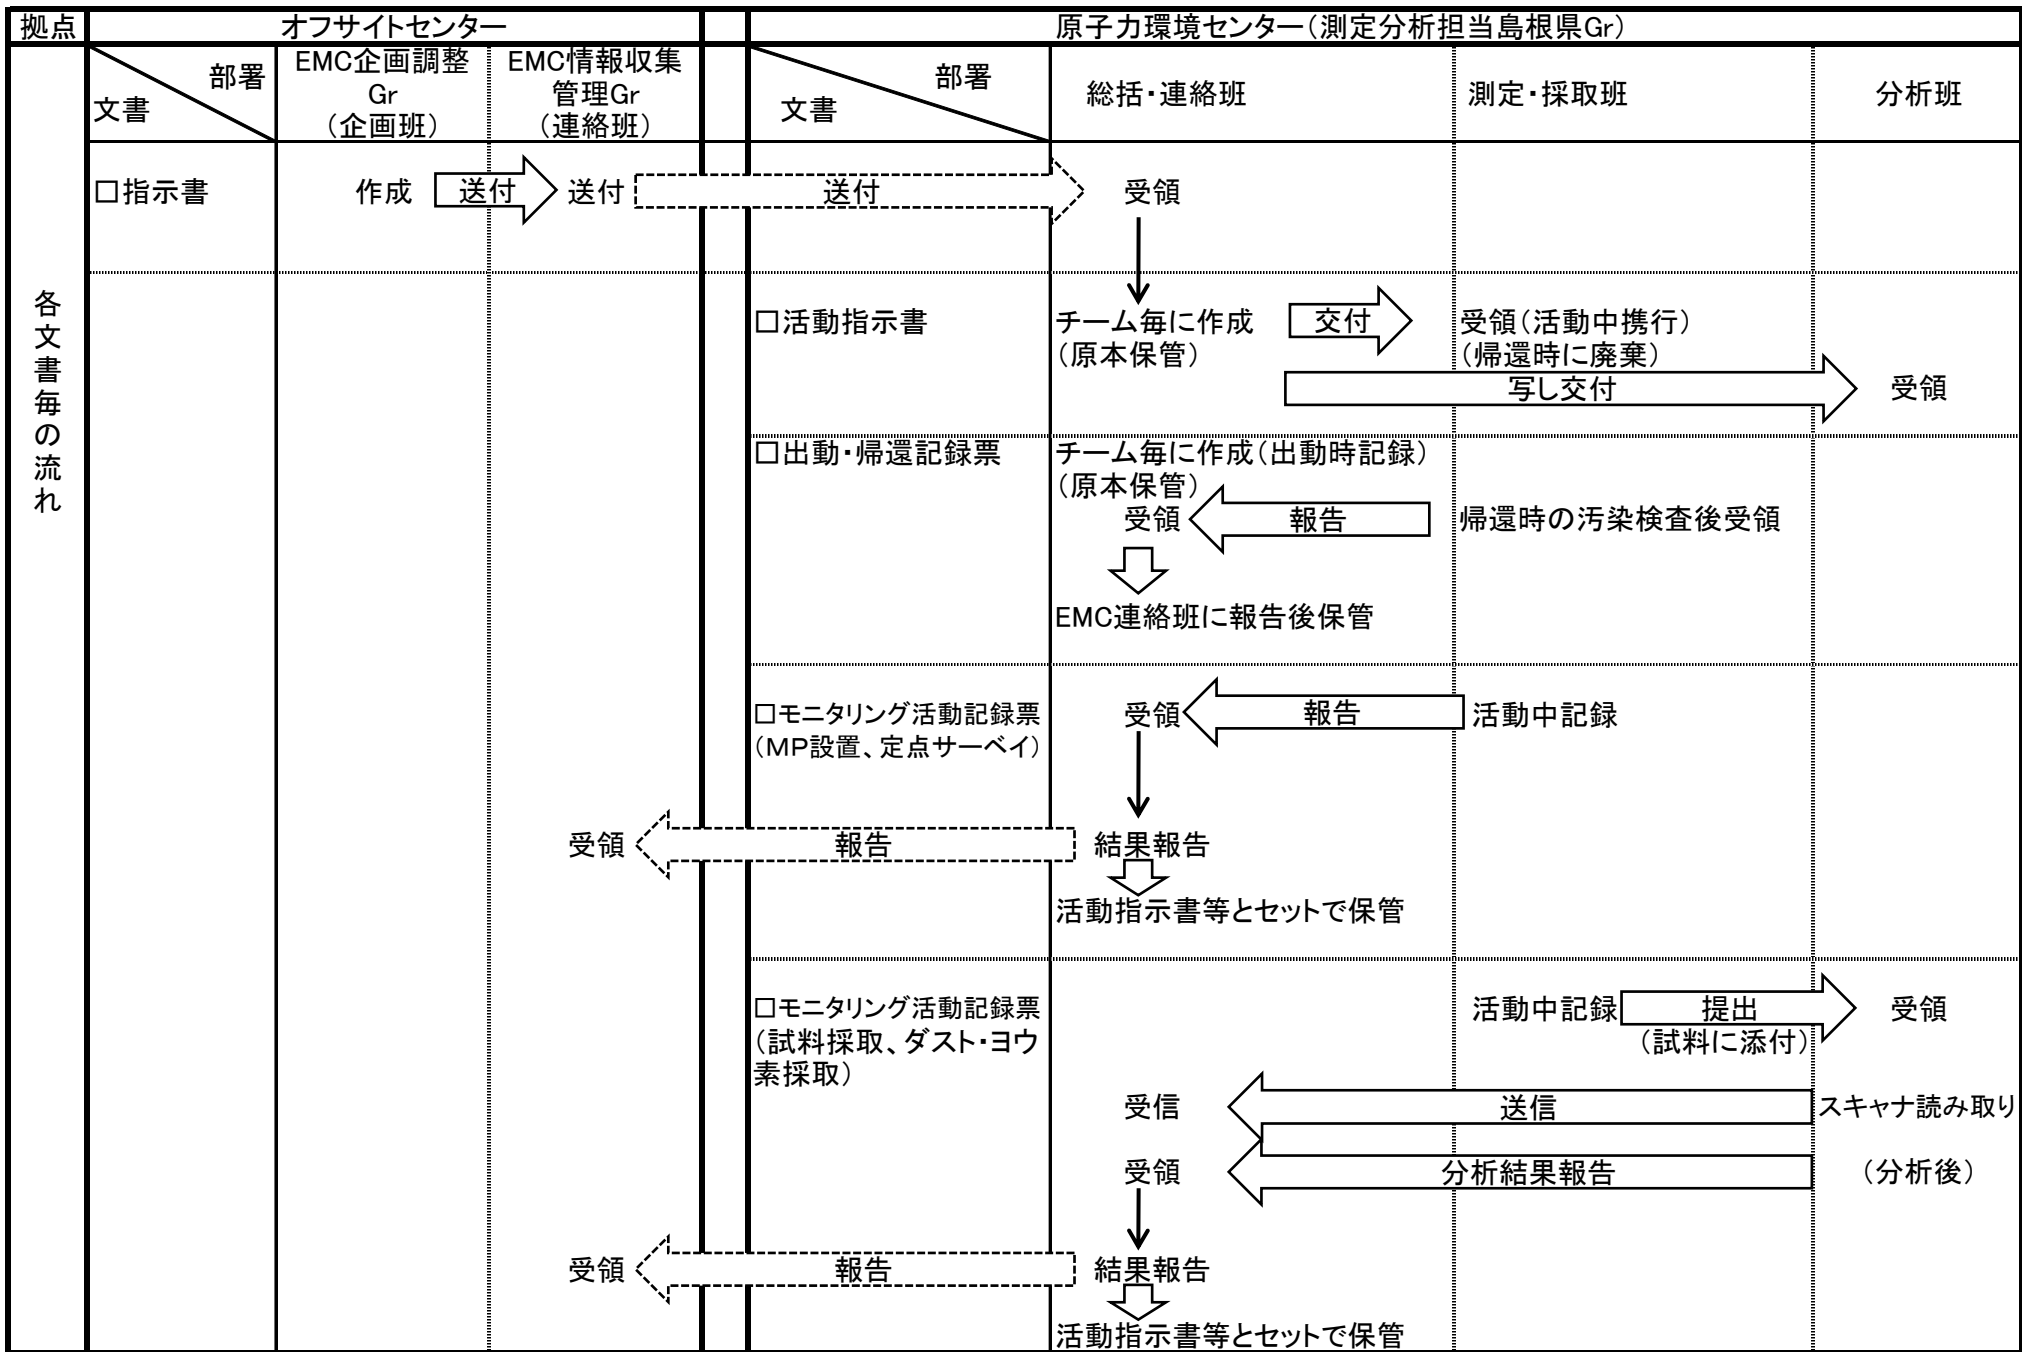 拠点
オフサイトセンター
原子力環境センター（測定分析担当島根県Gr）
部署
文書
EMC企画調整
Gr
（企画班）
EMC情報収集
管理Gr
（連絡班）
部署
文書
総括・連絡班
測定・採取班
分析班
各文書毎の流れ
□指示書
作成
送付
送付
送付
受領
□活動指示書
チーム毎に作成
（原本保管）
交付
受領（活動中携行）
（帰還時に廃棄）
写し交付
受領
□出動・帰還記録票
チーム毎に作成（出動時記録）
（原本保管）
受領
報告
帰還時の汚染検査後受領
EMC連絡班に報告後保管
□モニタリング活動記録票
（ＭＰ設置、定点サーベイ）
受領
報告
活動中記録
受領
報告
結果報告
活動指示書等とセットで保管
□モニタリング活動記録票
（試料採取、ダスト・ヨウ
素採取）
活動中記録
提出
（試料に添付）
受領
受信
送信
スキャナ読み取り
受領
分析結果報告
（分析後）
受領
報告
結果報告
活動指示書等とセットで保管